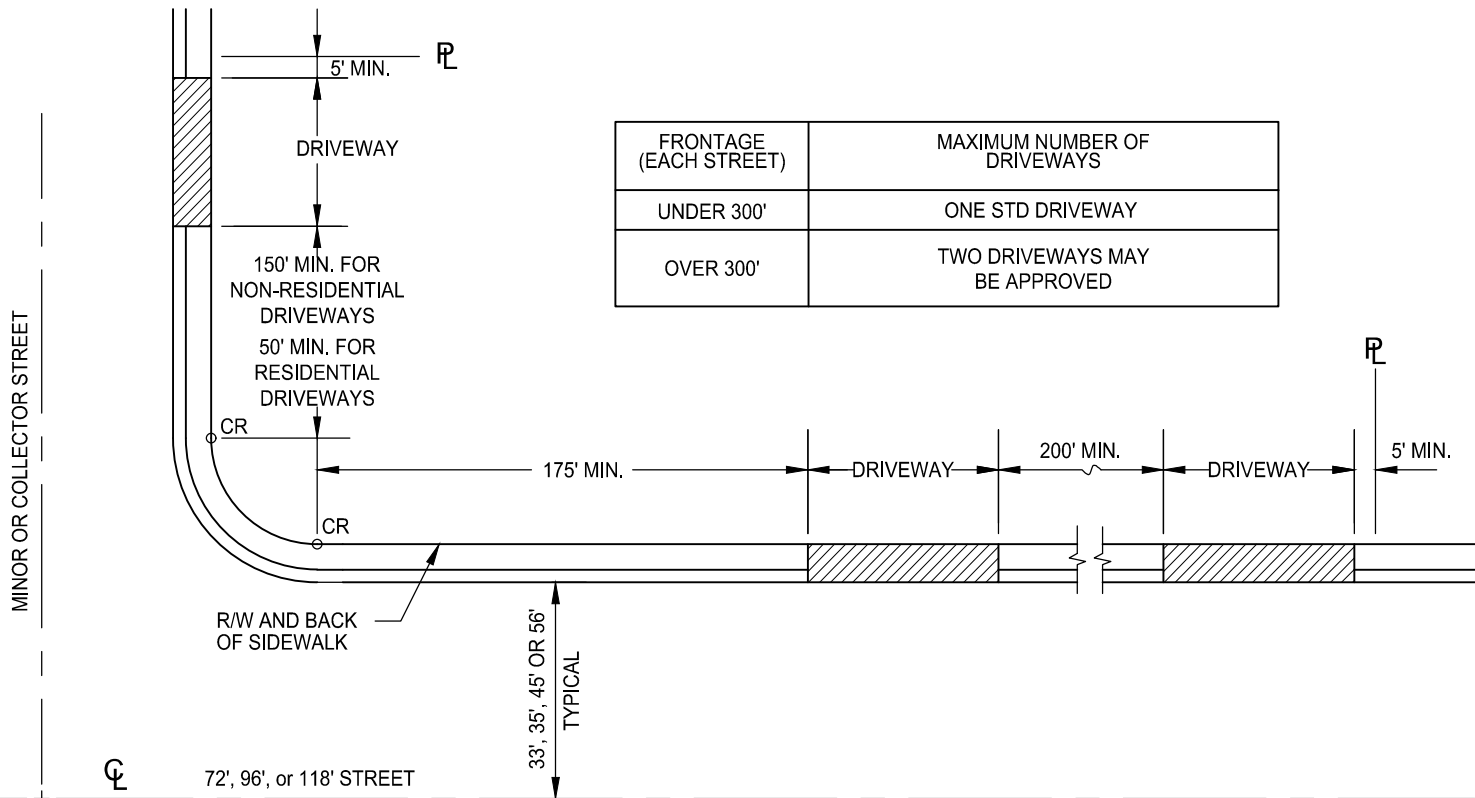 ℄
5' MIN.
DRIVEWAY
150' MIN. FOR
NON-RESIDENTIAL
DRIVEWAYS
50' MIN. FOR
RESIDENTIAL
DRIVEWAYS
CR
MINOR OR COLLECTOR STREET
FRONTAGE
(EACH STREET)
MAXIMUM NUMBER OF
DRIVEWAYS
UNDER 300'
ONE STD DRIVEWAY
OVER 300'
TWO DRIVEWAYS MAY
BE APPROVED
PL
PL
175' MIN.
DRIVEWAY
200' MIN.
DRIVEWAY
5' MIN.
CR
R/W AND BACK
OF SIDEWALK
33', 35', 45' OR 56'
TYPICAL
72', 96', or 118' STREET